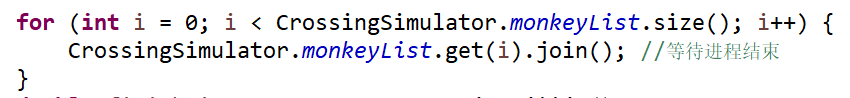 for (int i = 0; i < CrossingSimulator.monkeyList.size(); i++) {
CrossingSimulator.monkeyList.get(i).join(); //等待进程结束
}